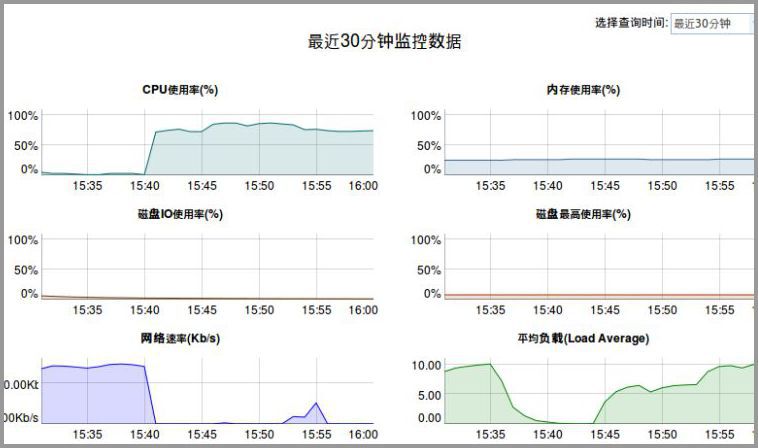 选择查询时间: 最近30分钟
最近30分钟监控数据
CPU使用率(%) 内存使用率(%)
100% 100%
50% 50%
0% 0%
15:35 15:40 15:45 15:50 15:55 16:00 15:35 15:40 15:45 15:50 15:55
磁盘IO使用率(%) 磁盘最高使用率(%)
100% 100%
50% 50%
0% 0%
15:35 15:40 15:45 15:50 15:55 16:00 15:35 15:40 15:45 15:50 15:55
网络速率(Kb/s) 平均负载(Load Average)
10.00
0.00Kt 5.00
00Kb/s 0.00
15:35 15:40 15:45 15:50 15:55 16:00 15:35 15:40 15:45 15:50 15:55